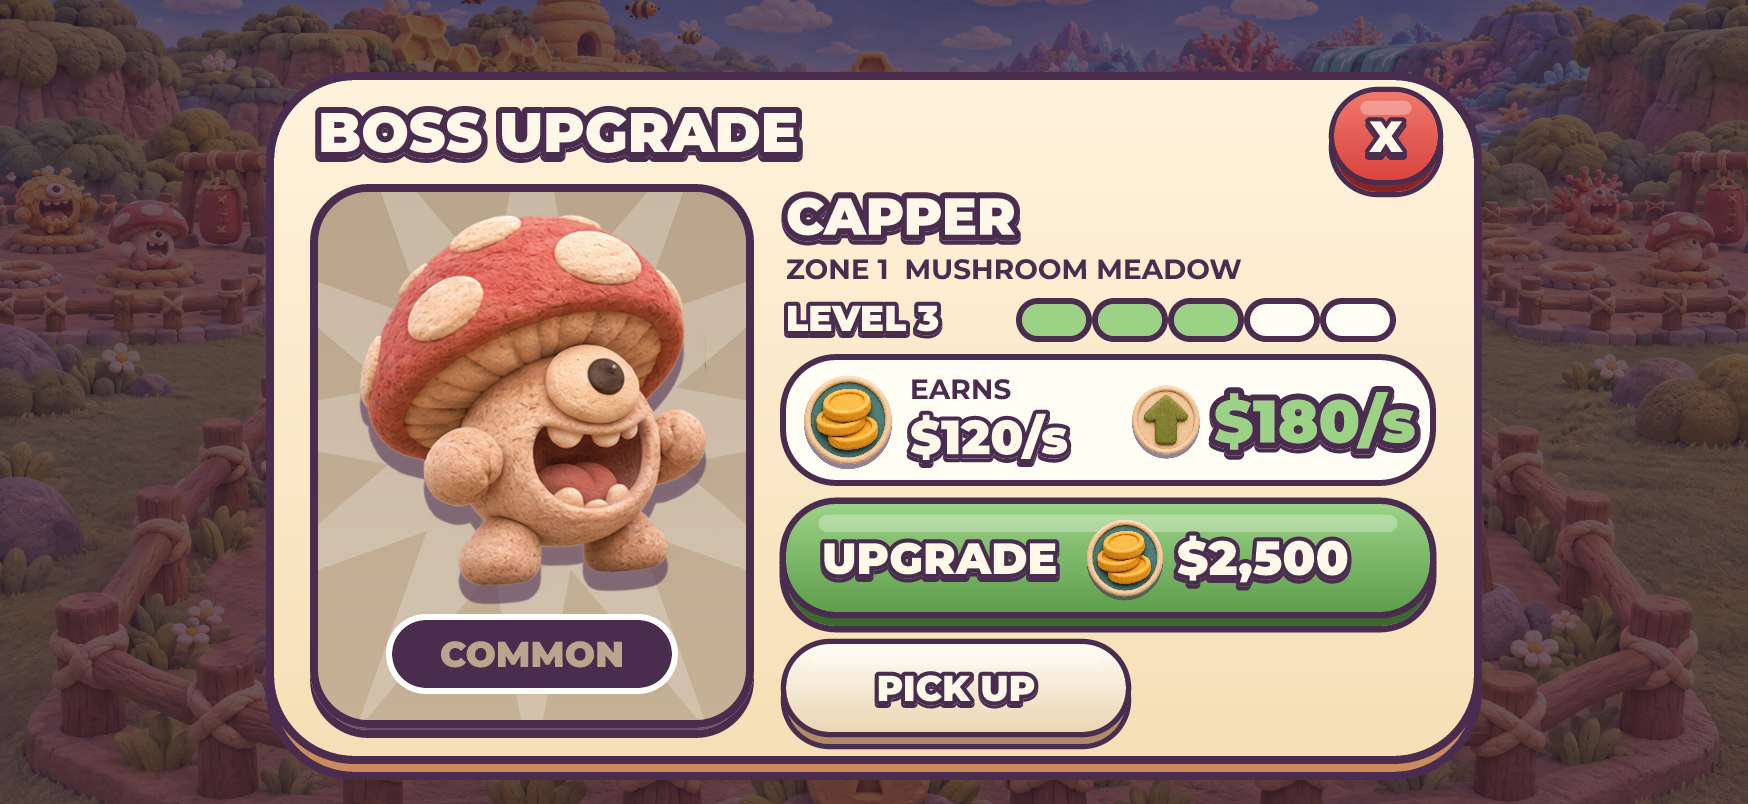 BOSS UPGRADE
X
CAPPER
ZONE 1 MUSHROOM MEADOW
LEVEL 3
EARNS
$120/s
$180/s
UPGRADE $2,500
COMMON
PICK UP